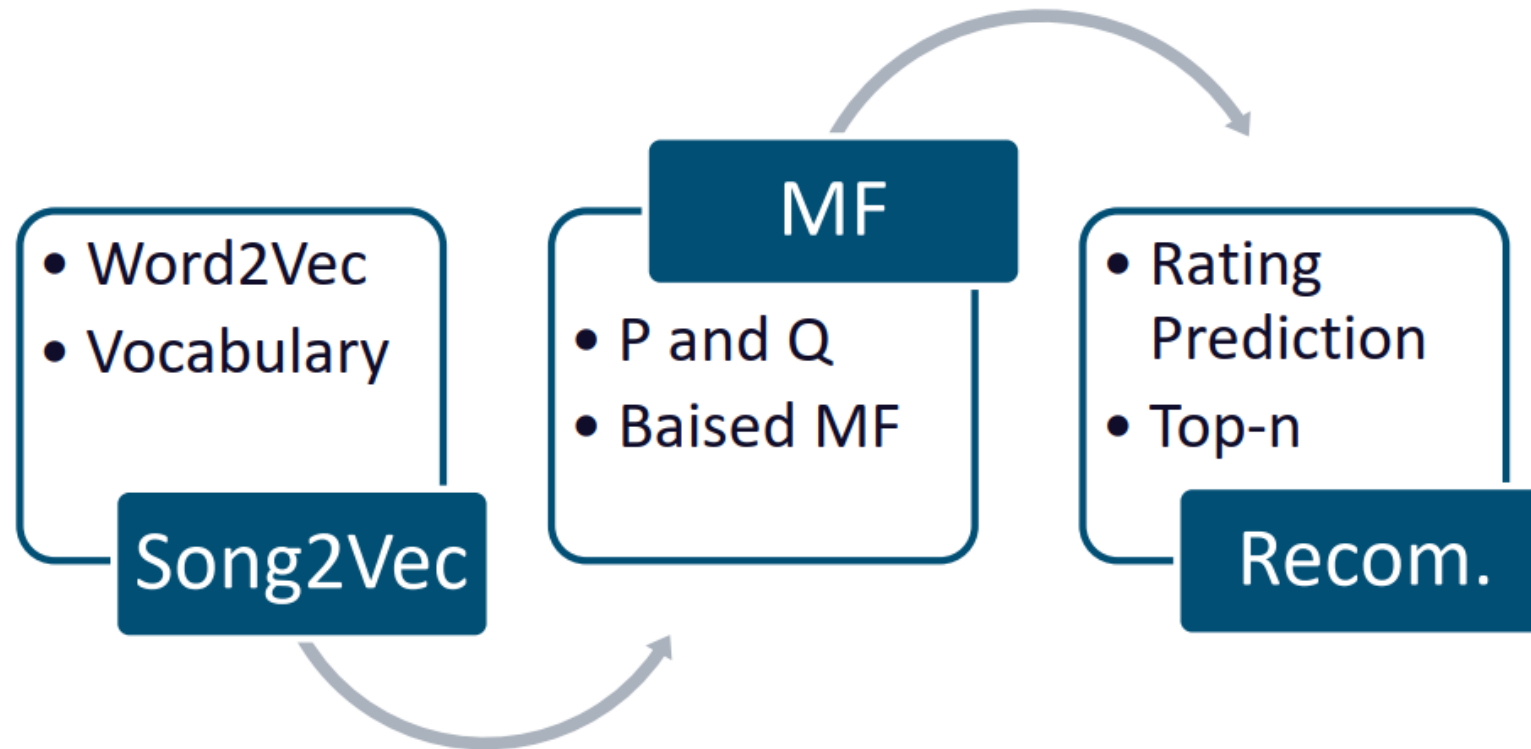 • Word2Vec
• Vocabulary
Song2Vec
MF
• P and Q
• Baised MF
• Rating
Prediction
• Top-n
Recom.